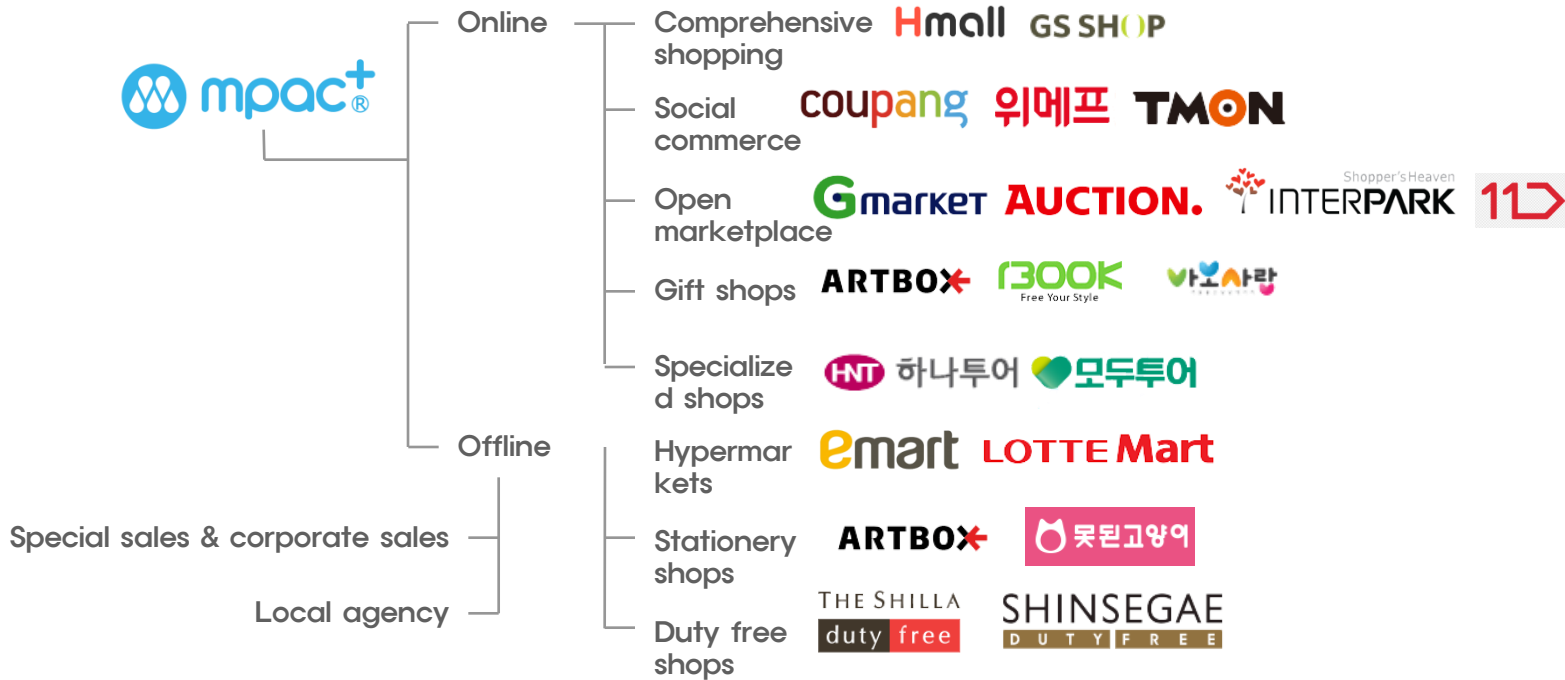 mpac+®
Online
Comprehensive
shopping
Hmall
GS SHOP
Social
commerce
coupang
위메프
TMON
Open
marketplace
Gmarket
AUCTION.
Shopper's Heaven
INTERPARK
11
Gift shops
ARTBOX
1300K
Free Your Style
바보사랑
Specialize
d shops
HNT 하나투어
모두투어
Offline
Hypermar
kets
emart
LOTTE Mart
Special sales & corporate sales
Stationery
shops
ARTBOX
못된고양이
Local agency
Duty free
shops
THE SHILLA
duty free
SHINSEGAE
DUTY FREE